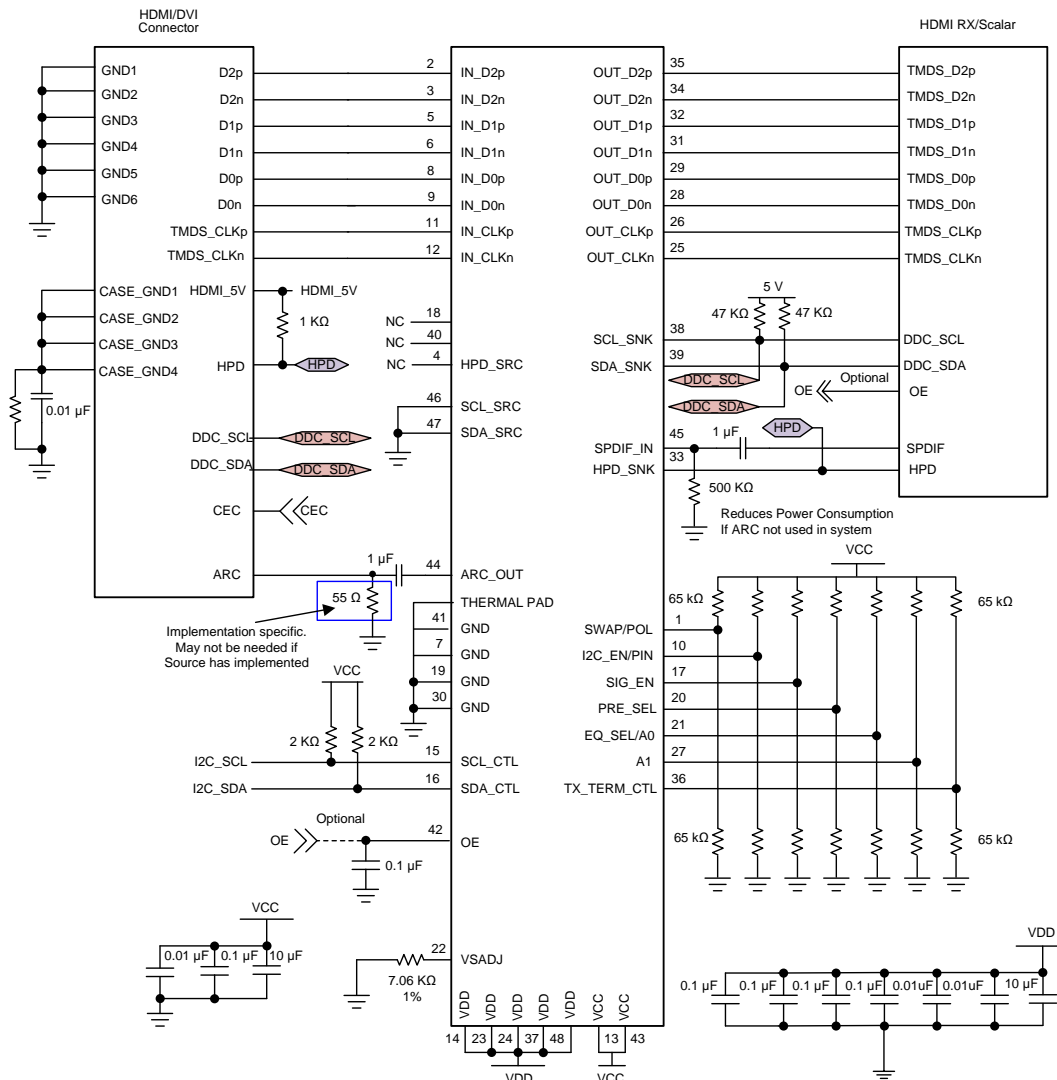 HDMI/DVI
Connector
HDMI RX/Scalar
GND1
GND2
GND3
GND4
GND5
GND6
CASE_GND1
CASE_GND2
CASE_GND3
CASE_GND4
0.01 µF
D2p
D2n
D1p
D1n
D0p
D0n
TMDS_CLKp
TMDS_CLKn
HDMI_5V
HPD
DDC_SCL
DDC_SDA
CEC
ARC
HDMI_5V
1 KΩ
HPD
DDC_SCL
DDC_SDA
CEC
1 µF
55 Ω
Implementation specific.
May not be needed if
Source has implemented
VCC
2 KΩ
2 KΩ
I2C_SCL
I2C_SDA
Optional
OE
0.1 µF
VCC
0.01 µF
0.1 µF
10 µF
7.06 KΩ
1%
2
IN_D2p
3
IN_D2n
5
IN_D1p
6
IN_D1n
8
IN_D0p
9
IN_D0n
11
IN_CLKp
12
IN_CLKn
NC
18
NC
40
NC
4
HPD_SRC
46
SCL_SRC
47
SDA_SRC
44
ARC_OUT
THERMAL PAD
41
GND
7
GND
19
GND
30
GND
15
SCL_CTL
16
SDA_CTL
42
OE
22
VSADJ
VDD
VDD
VDD
VDD
VDD
VCC
VCC
14
23
24
37
48
13
43
VDD
VCC
35
OUT_D2p
34
OUT_D2n
32
OUT_D1p
31
OUT_D1n
29
OUT_D0p
28
OUT_D0n
26
OUT_CLKp
25
OUT_CLKn
38
SCL_SNK
39
SDA_SNK
45
SPDIF_IN
33
HPD_SNK
1
SWAP/POL
10
I2C_EN/PIN
17
SIG_EN
20
PRE_SEL
21
EQ_SEL/A0
27
A1
36
TX_TERM_CTL
5 V
47 KΩ
47 KΩ
DDC_SCL
DDC_SDA
OE
Optional
HPD
1 µF
500 KΩ
Reduces Power Consumption
If ARC not used in system
TMDS_D2p
TMDS_D2n
TMDS_D1p
TMDS_D1n
TMDS_D0p
TMDS_D0n
TMDS_CLKp
TMDS_CLKn
DDC_SCL
DDC_SDA
OE
SPDIF
HPD
VCC
65 kΩ
65 kΩ
65 kΩ
65 kΩ
VDD
0.1 µF
0.1 µF
0.1 µF
0.1 µF
0.01uF
0.01uF
10 µF